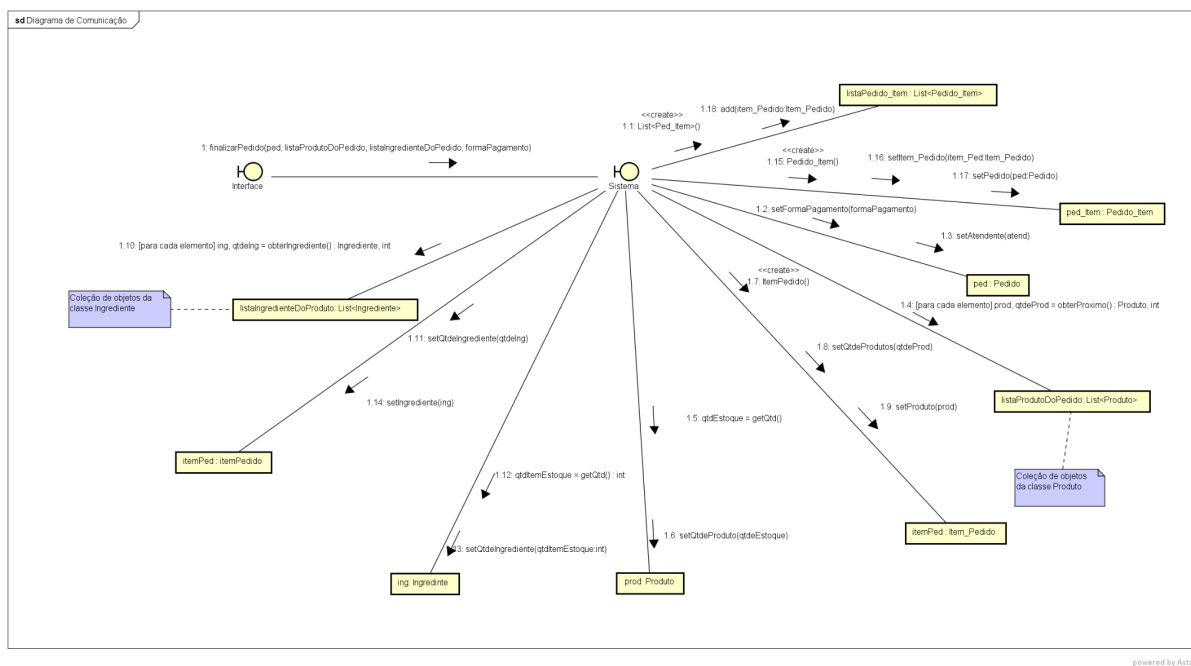 sd Diagrama de Comunicação
listaPedido_Item : List<Pedido_Item>
1.18: add(item_Pedido:Item_Pedido)
<<create>>
1.1: List<Ped_Item>()
1: finalizarPedido(ped, listaProdutoDoPedido, listaIngredienteDoPedido, formaPagamento)
<<create>>
1.15: Pedido_Item()
1.16: setItem_Pedido(item_Ped:Item_Pedido)
1.17: setPedido(ped:Pedido)
Interface
Sistema
ped_Item : Pedido_Item
1.2: setFormaPagamento(formaPagamento)
1.3: setAtendente(atend)
1.10: [para cada elemento] ing, qtdeIng = obterIngrediente() : Ingrediente, int
<<create>>
1.7: ItemPedido()
ped : Pedido
Coleção de objetos da
classe Ingrediente
listaIngredienteDoProduto: List<Ingrediente>
1.4: [para cada elemento] prod, qtdeProd = obterProximo() : Produto, int
1.11: setQtdeIngrediente(qtdeIng)
1.8: setQtdeProdutos(qtdeProd)
1.14: setIngrediente(ing)
1.9: setProduto(prod)
listaProdutoDoPedido: List<Produto>
1.5: qtdEstoque = getQtd()
itemPed : itemPedido
1.12: qtdItemEstoque = getQtd() : int
Coleção de objetos
da classe Produto
1.6: setQtdeProduto(qtdeEstoque)
itemPed : Item_Pedido
setQtdeIngrediente(qtdItemEstoque:int)
ing: Ingredinte
prod: Produto
powered by Asta